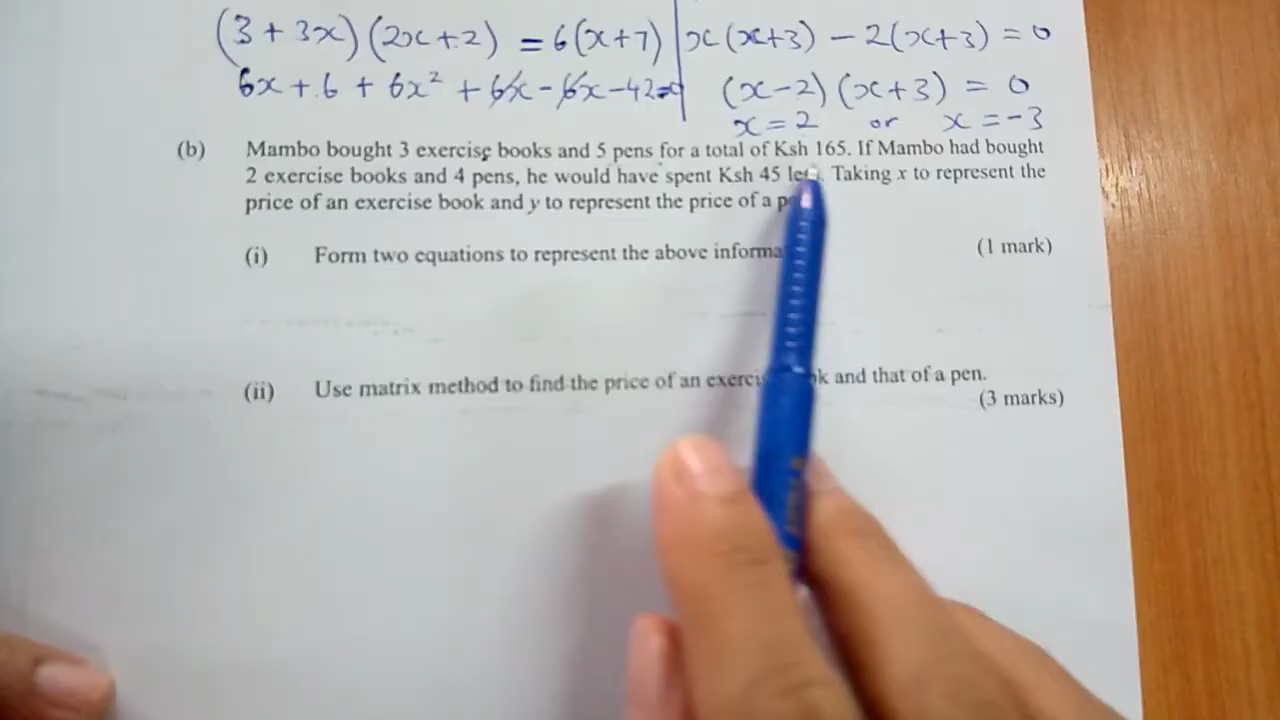 (3 + 3x)(2x + 2) = 6(x+7)
6x + 6 + 6x² + 6x - 6x - 42 =
x(x+3) - 2(x+3) = 0
(x-2)(x+3) = 0
x = 2 or x = -3
(b) Mambo bought 3 exercise books and 5 pens for a total of Ksh 165. If Mambo had bought
2 exercise books and 4 pens, he would have spent Ksh 45 Taking x to represent the
price of an exercise book and y to represent the price of a
(i) Form two equations to represent the above (1 mark)
(ii) Use matrix method to find the price of an and that of a pen.
(3 marks)